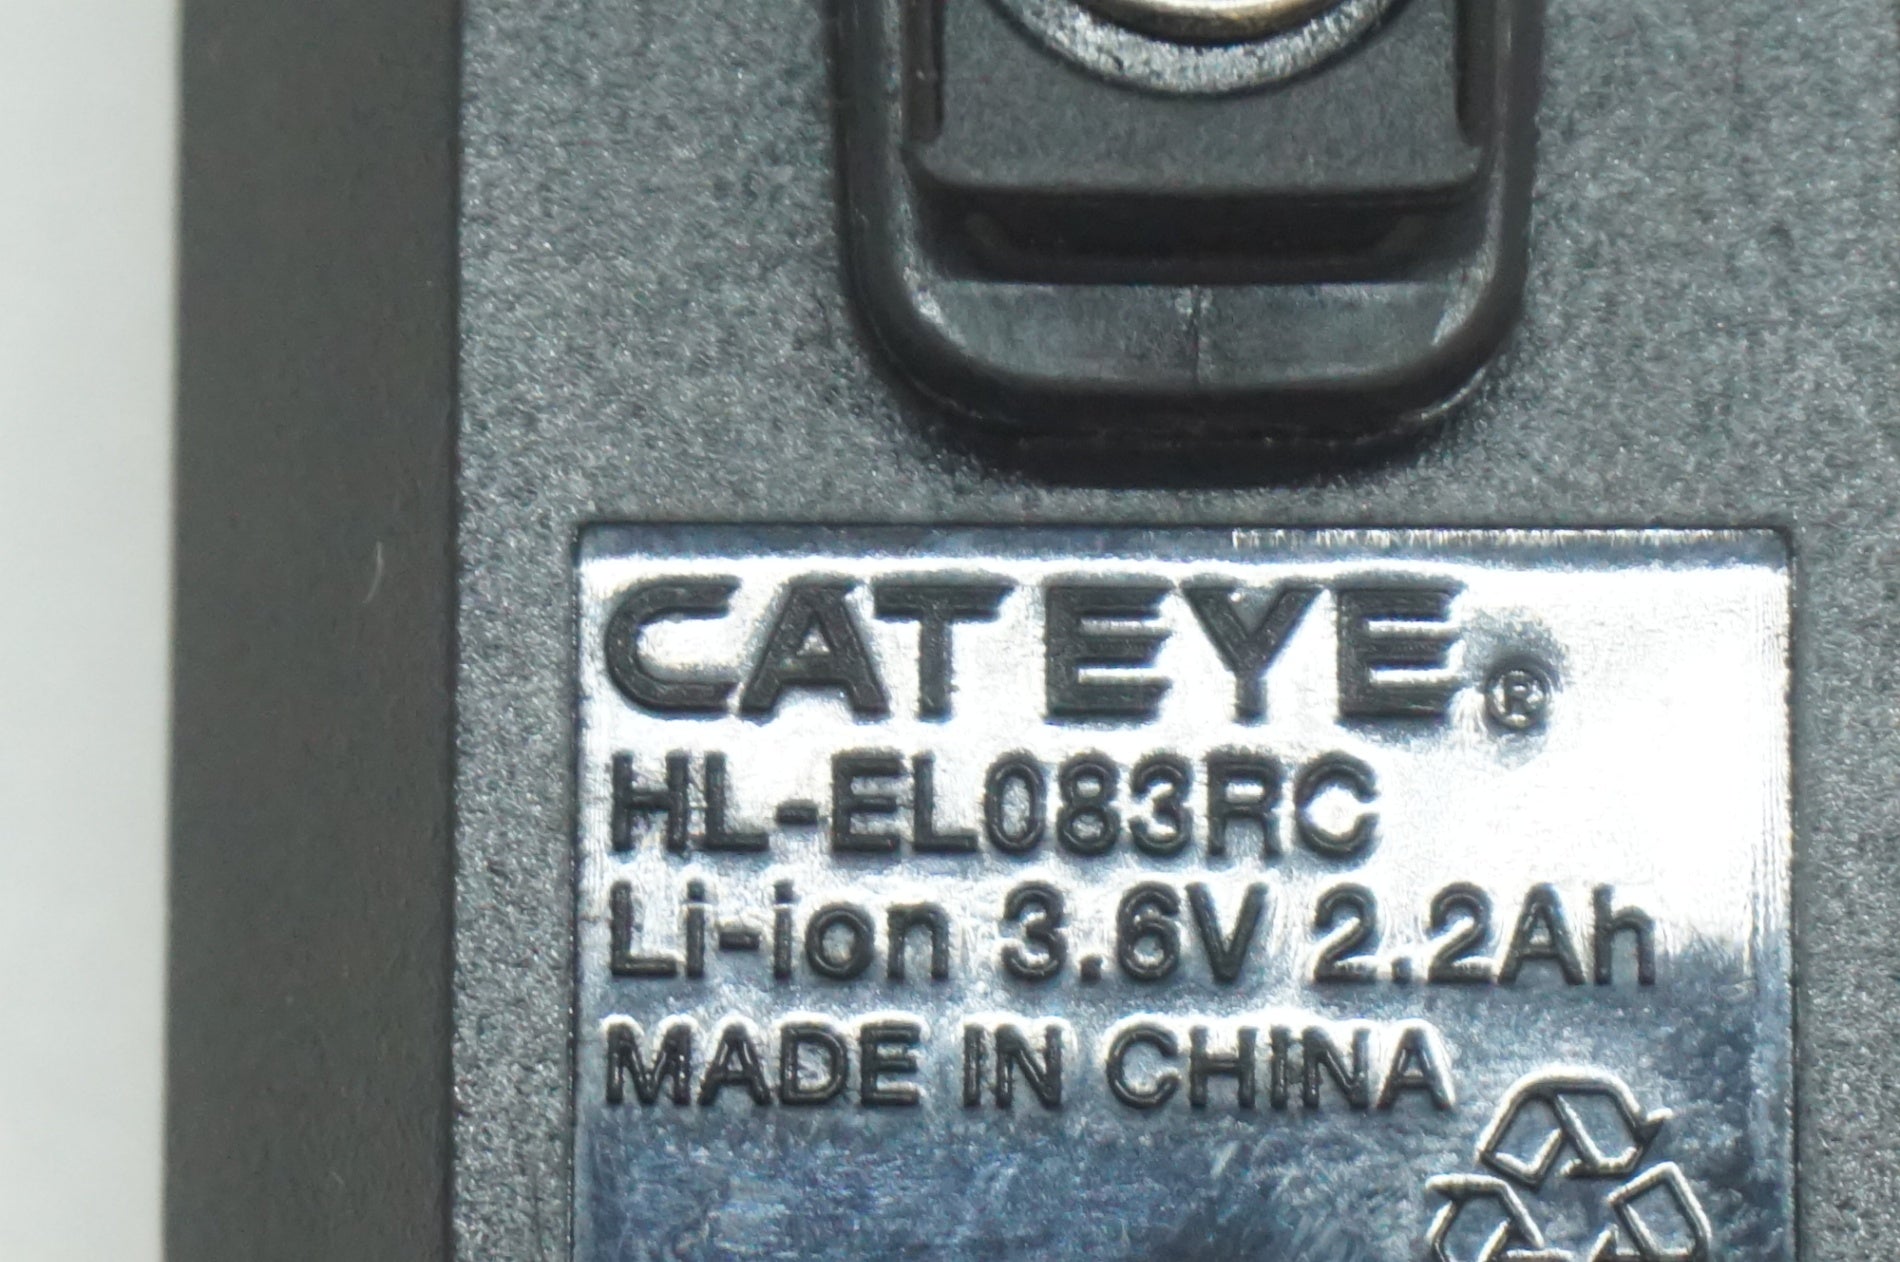 CATEYE®
HL-EL083RC
Li-ion 3.6V 2.2Ah
MADE IN CHINA